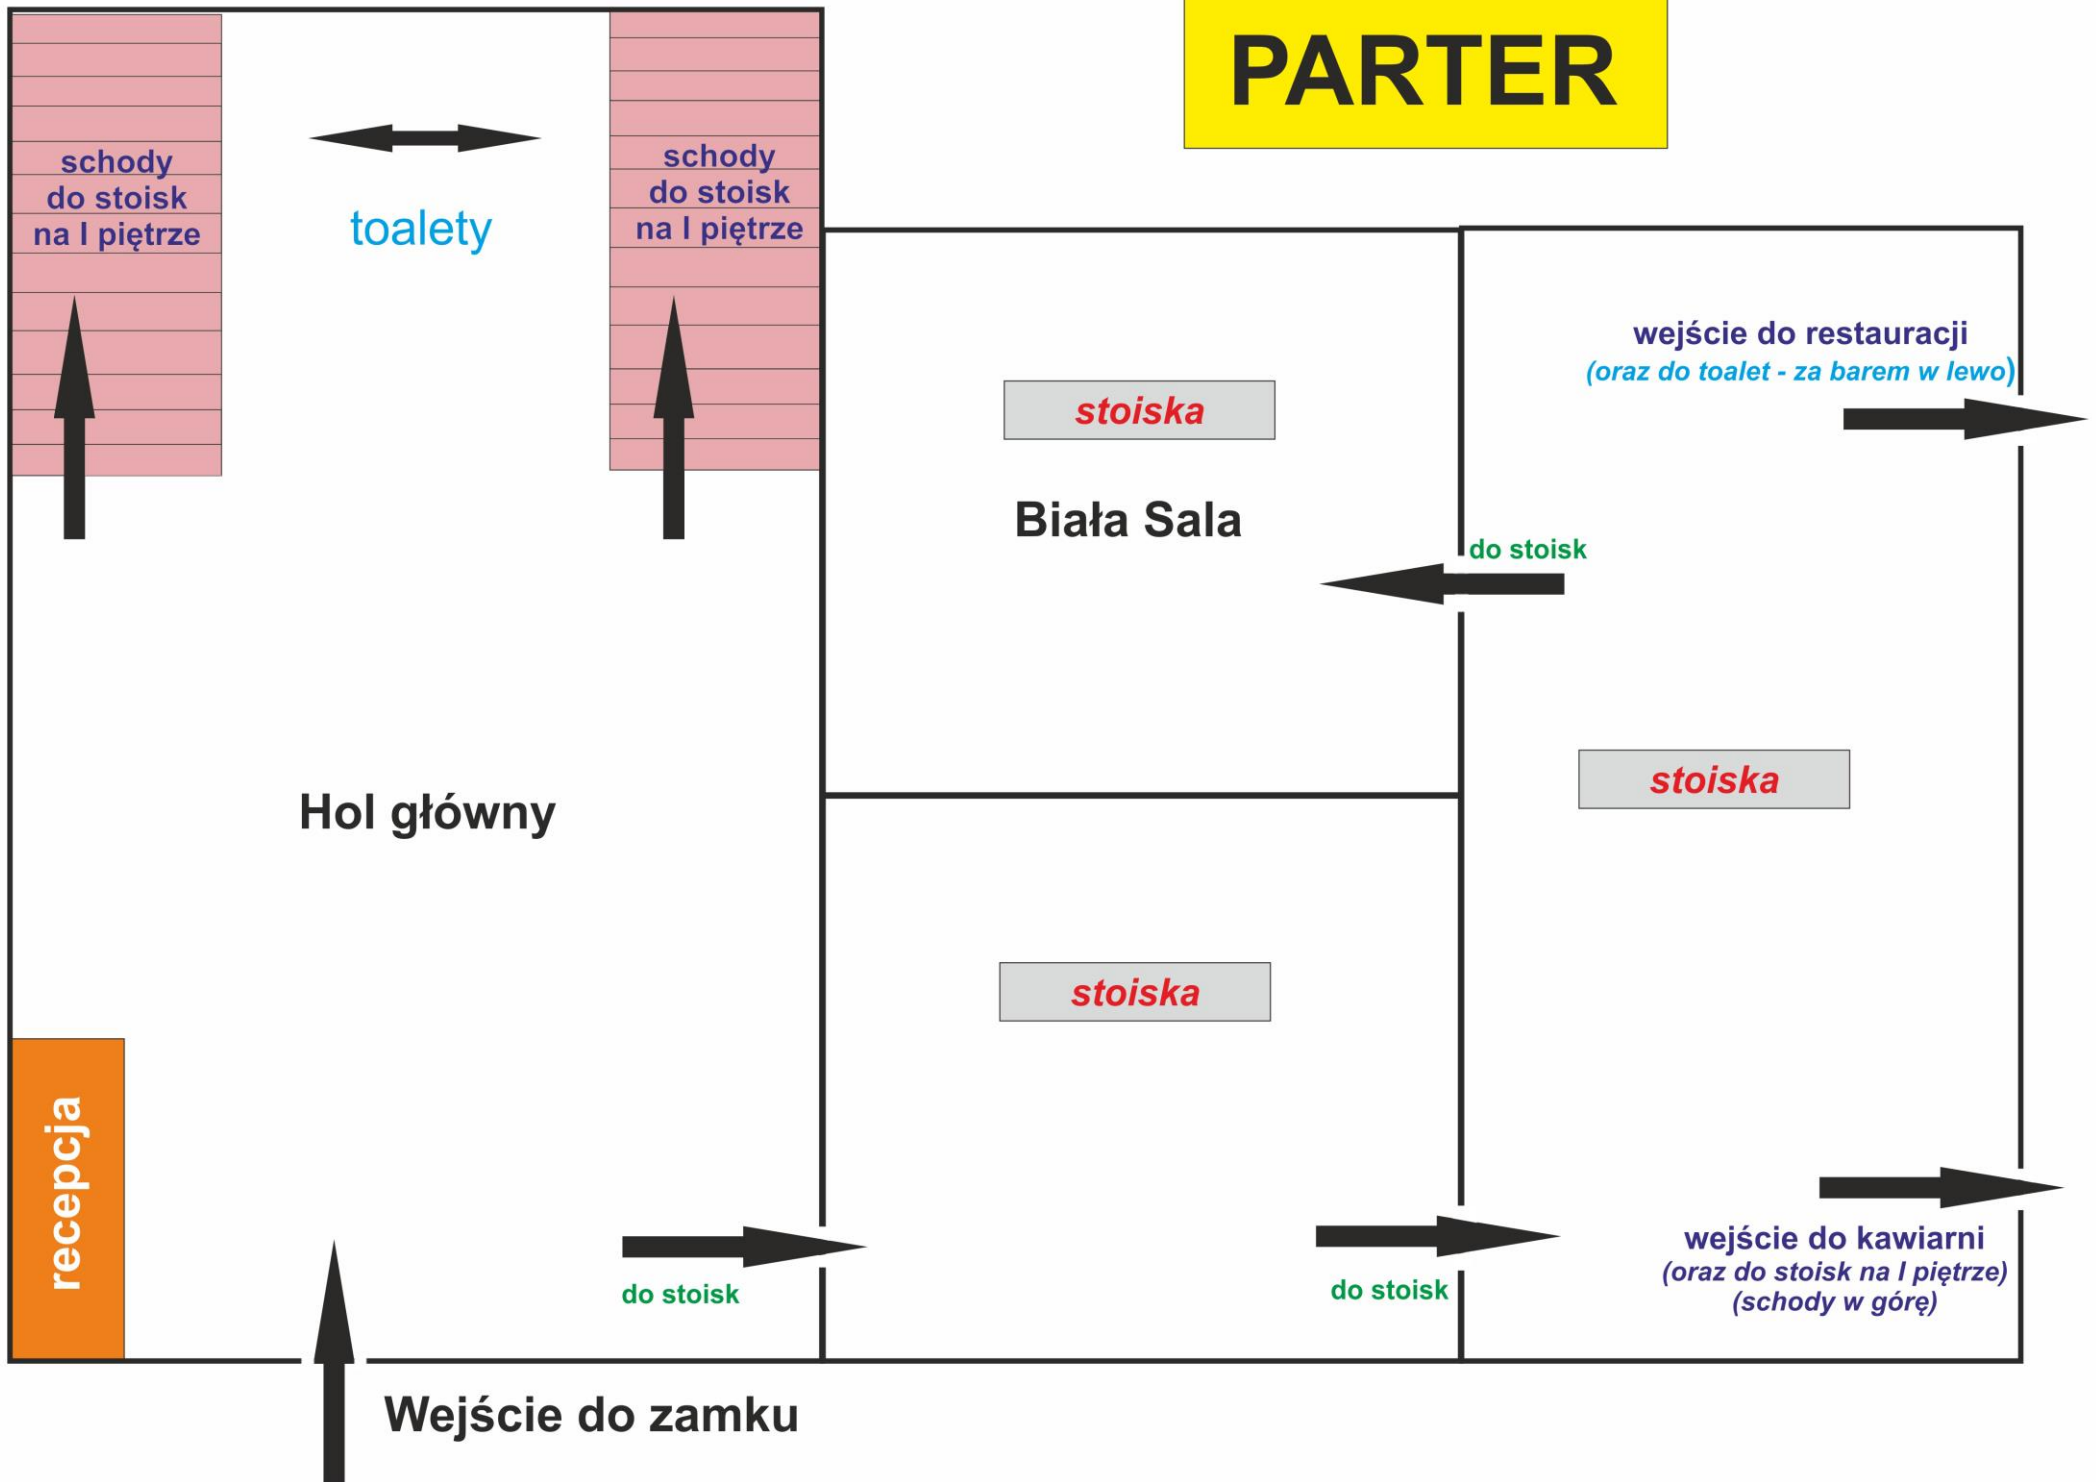 PARTER
schody
do stoisk
na I piętrze
toalety
schody
do stoisk
na I piętrze
wejście do restauracji
(oraz do toalet - za barem w lewo)
stoiska
Biała Sala
do stoisk
stoiska
Hol główny
stoiska
recepcja
do stoisk
do stoisk
wejście do kawiarni
(oraz do stoisk na I piętrze)
(schody w górę)
Wejście do zamku